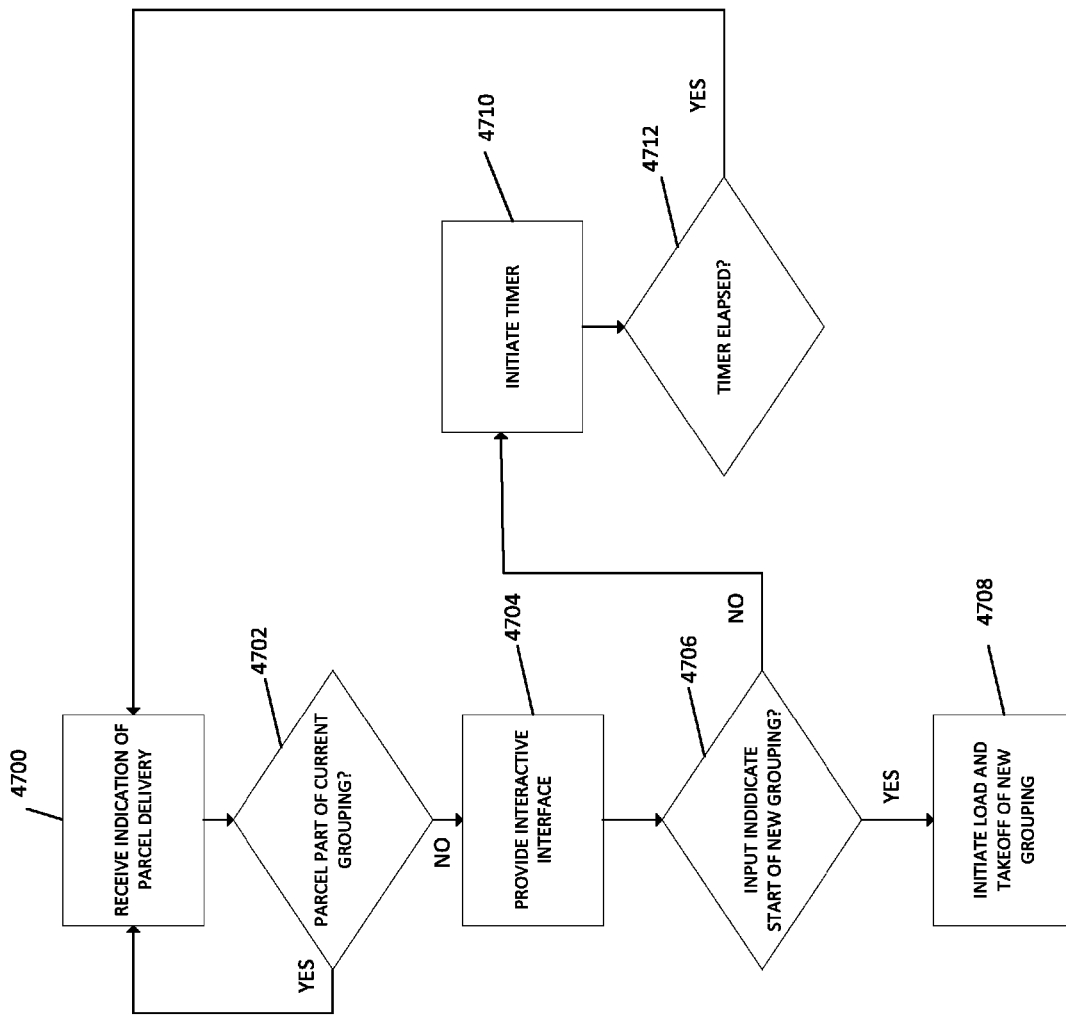 4700
RECEIVE INDICATION OF
PARCEL DELIVERY
4702
PARCEL PART OF CURRENT
GROUPING?
YES
NO
4704
PROVIDE INTERACTIVE
INTERFACE
4706
INPUT INDIDICATE
START OF NEW GROUPING?
NO
YES
4708
INITIATE LOAD AND
TAKEOFF OF NEW
GROUPING
4710
INITIATE TIMER
4712
TIMER ELAPSED?
YES